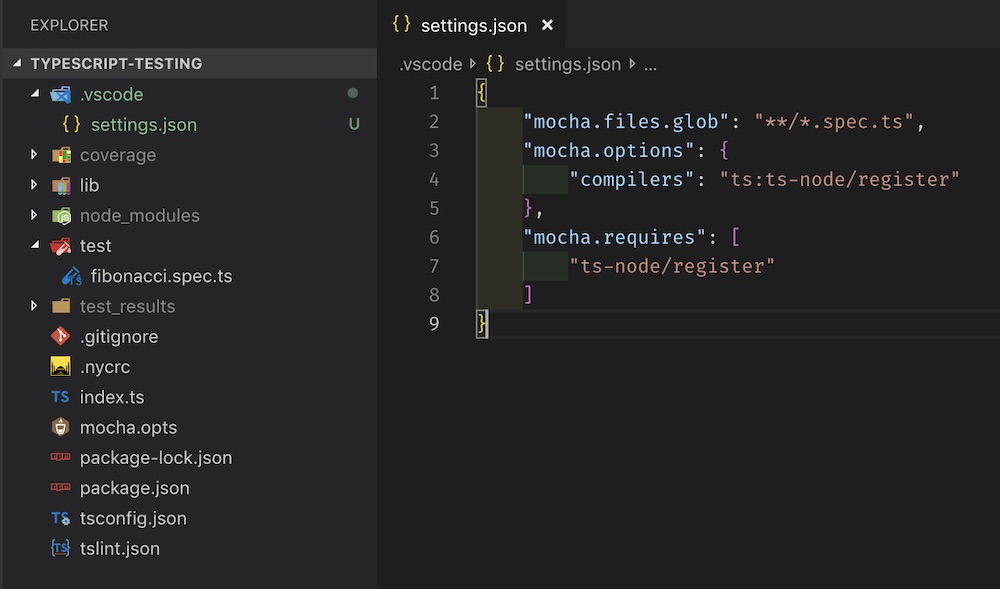 EXPLORER
TYPESCRIPT-TESTING
.vscode
settings.json U
coverage
lib
node_modules
test
fibonacci.spec.ts
test_results
.gitignore
.nycrc
TS index.ts
mocha.opts
package-lock.json
package.json
TS tsconfig.json
TS tslint.json
{} settings.json ×
.vscode {} settings.json ...
1 {
2 "mocha.files.glob": "**/*.spec.ts",
3 "mocha.options": {
4 "compilers": "ts:ts-node/register"
5 },
6 "mocha.requires": [
7 "ts-node/register"
8 ]
9 }